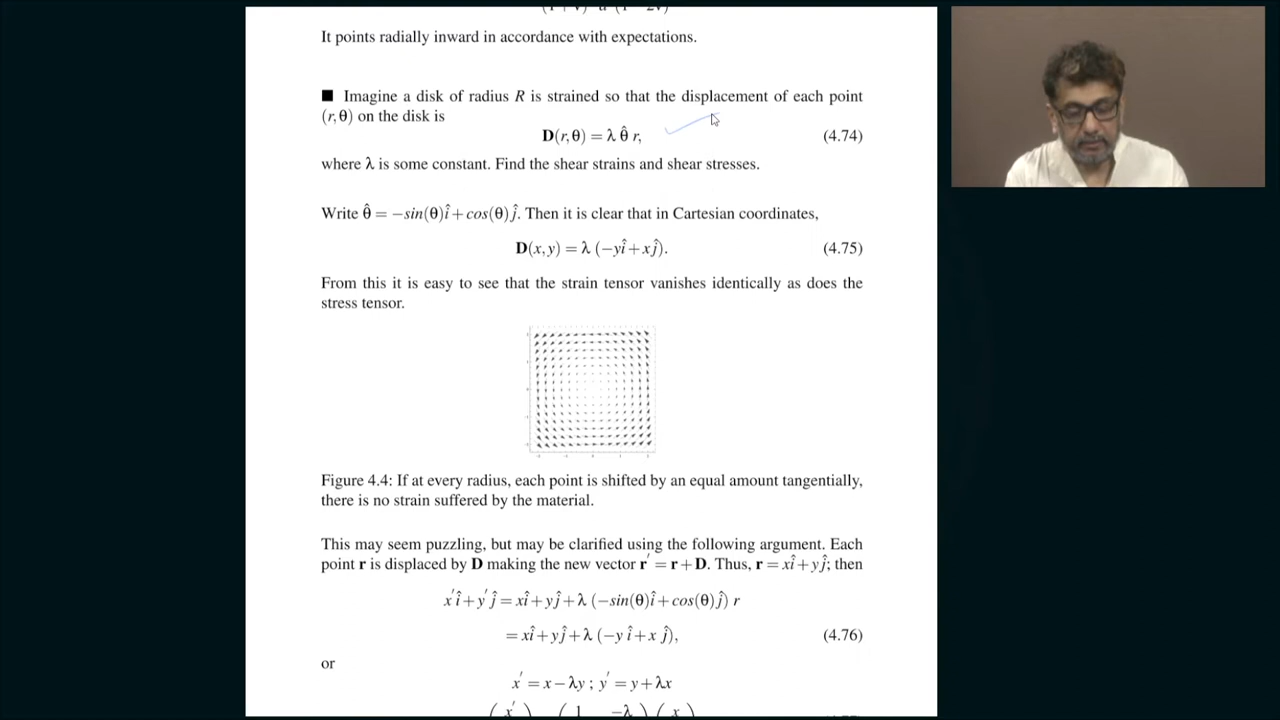 It points radially inward in accordance with expectations.
■ Imagine a disk of radius R is strained so that the displacement of each point
(r,θ) on the disk is
D(r,θ) = λ θ̂ r, (4.74)
where λ is some constant. Find the shear strains and shear stresses.
Write θ̂ = −sin(θ)î + cos(θ)ĵ. Then it is clear that in Cartesian coordinates,
D(x,y) = λ (−yî + xĵ). (4.75)
From this it is easy to see that the strain tensor vanishes identically as does the
stress tensor.
Figure 4.4: If at every radius, each point is shifted by an equal amount tangentially,
there is no strain suffered by the material.
This may seem puzzling, but may be clarified using the following argument. Each
point r is displaced by D making the new vector r′ = r + D. Thus, r = xî + yĵ; then
x′î + y′ĵ = xî + yĵ + λ (−sin(θ)î + cos(θ)ĵ) r
= xî + yĵ + λ (−y î + x ĵ), (4.76)
or
x′ = x − λy ; y′ = y + λx